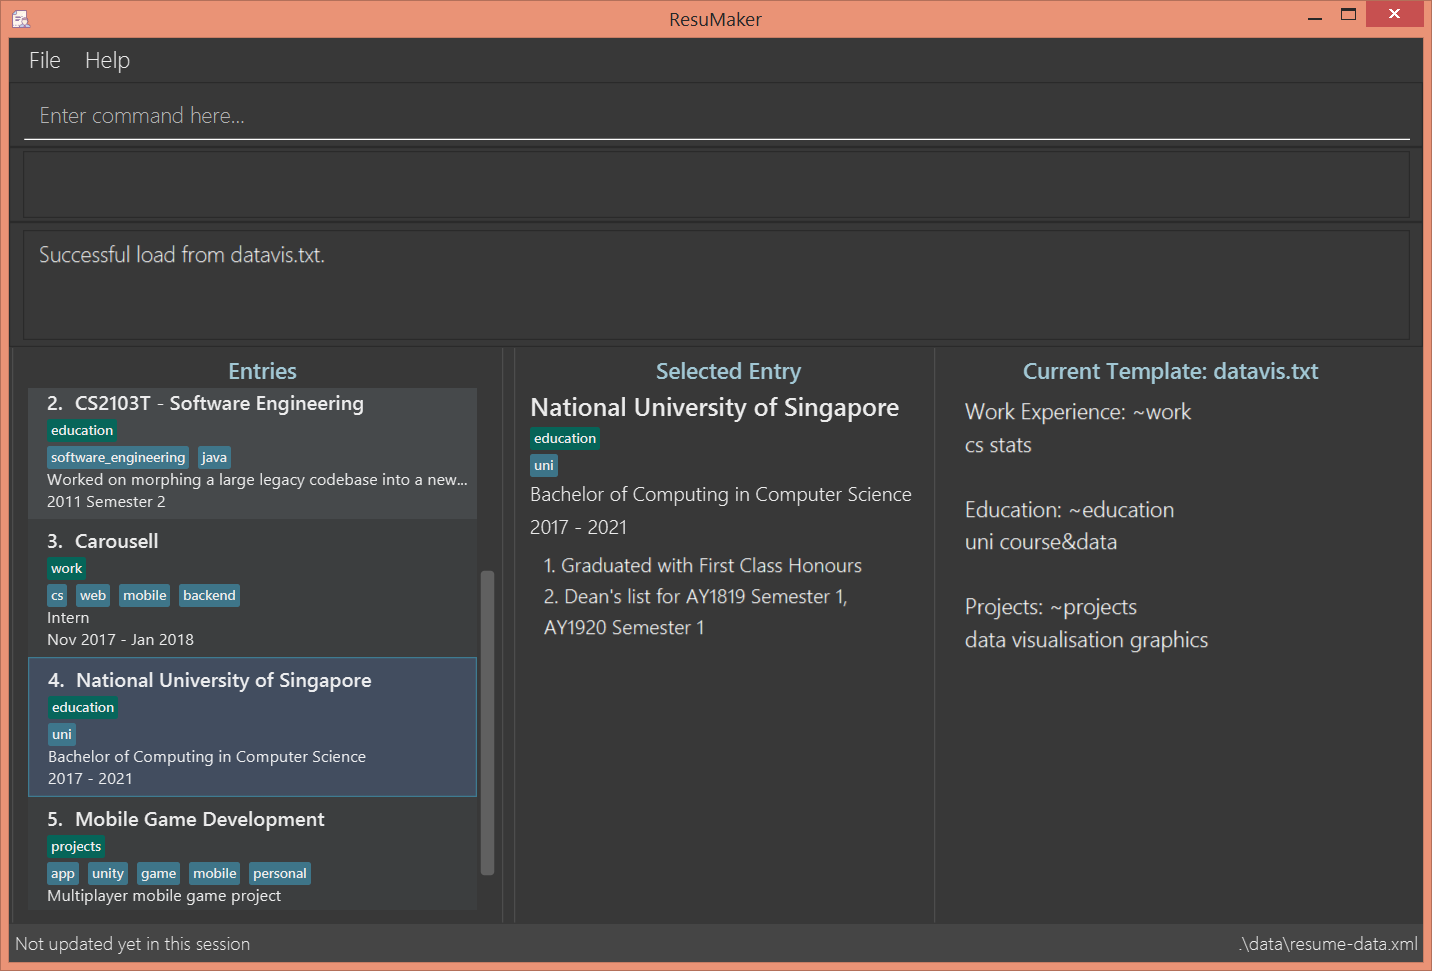 ResuMaker
File Help
Enter command here...
Successful load from datavis.txt.
Entries
2. CS2103T - Software Engineering
education
software_engineering java
Worked on morphing a large legacy codebase into a new...
2011 Semester 2
3. Carousell
work
cs web mobile backend
Intern
Nov 2017 - Jan 2018
4. National University of Singapore
education
uni
Bachelor of Computing in Computer Science
2017 - 2021
5. Mobile Game Development
projects
app unity game mobile personal
Multiplayer mobile game project
Selected Entry
National University of Singapore
education
uni
Bachelor of Computing in Computer Science
2017 - 2021
1. Graduated with First Class Honours
2. Dean's list for AY1819 Semester 1,
AY1920 Semester 1
Current Template: datavis.txt
Work Experience: ~work
cs stats
Education: ~education
uni course&data
Projects: ~projects
data visualisation graphics
Not updated yet in this session
.\data\resume-data.xml